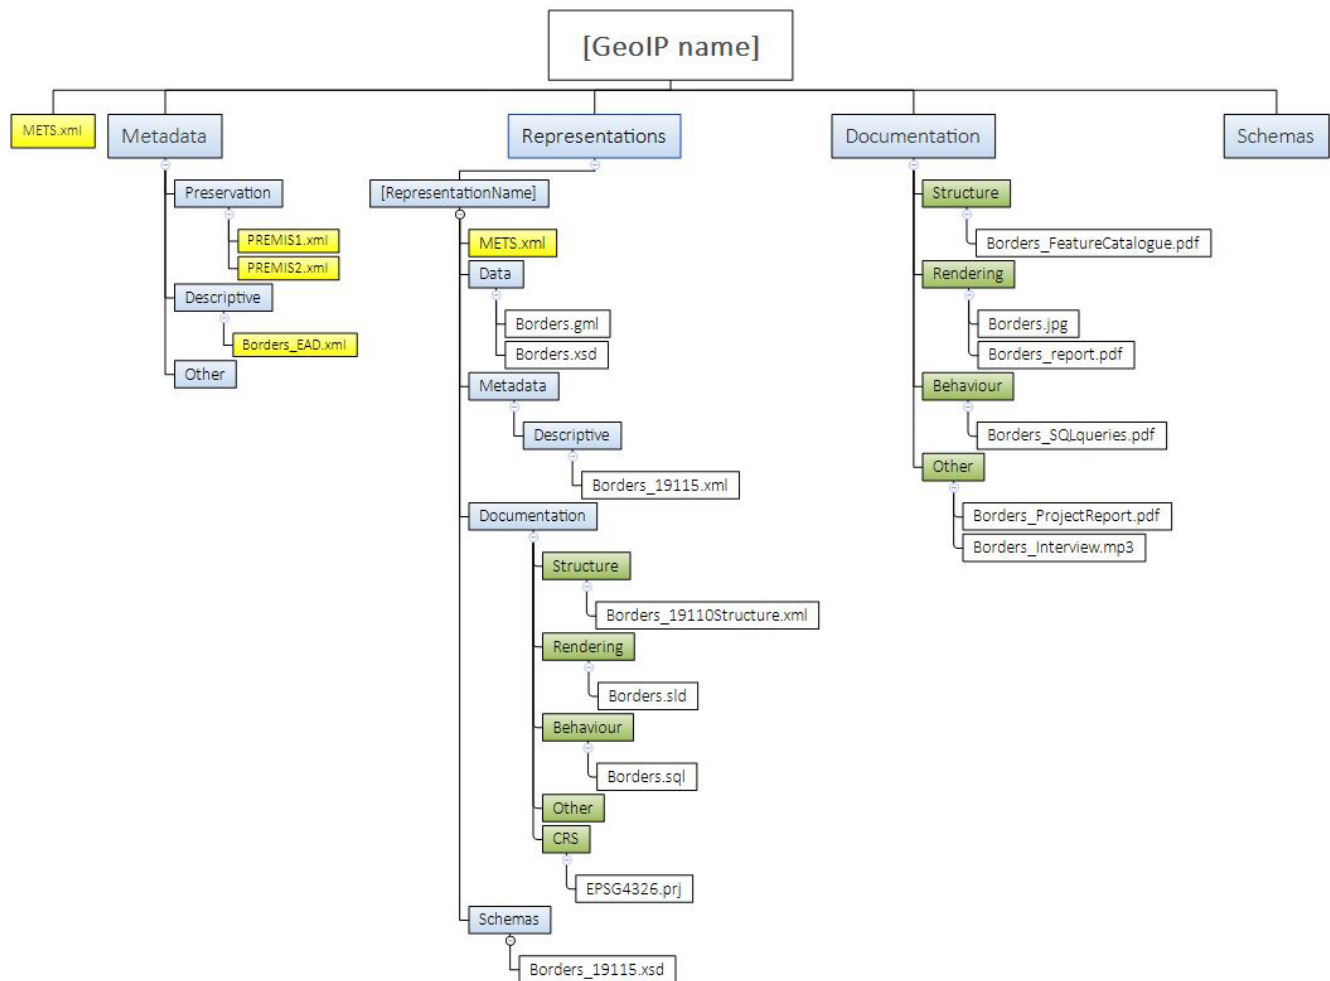 [GeoIP name]
METS.xml
Metadata
Representations
Documentation
Schemas
Preservation
PREMIS1.xml
PREMIS2.xml
Descriptive
Borders_EAD.xml
Other
[RepresentationName]
METS.xml
Data
Borders.gml
Borders.xsd
Metadata
Descriptive
Borders_19115.xml
Documentation
Structure
Borders_19110Structure.xml
Rendering
Borders.sld
Behaviour
Borders.sql
Other
CRS
EPSG4326.prj
Schemas
Borders_19115.xsd
Structure
Borders_FeatureCatalogue.pdf
Rendering
Borders.jpg
Borders_report.pdf
Behaviour
Borders_SQLqueries.pdf
Other
Borders_ProjectReport.pdf
Borders_Interview.mp3